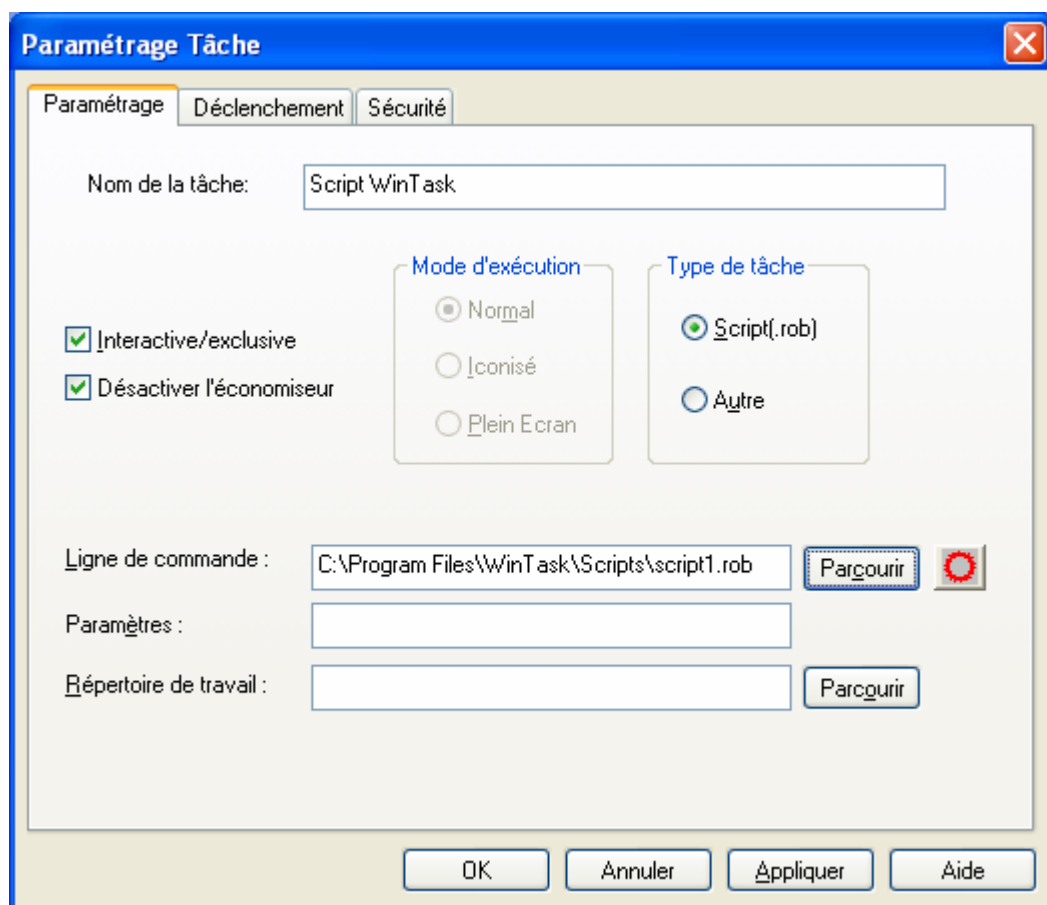 Paramétrage Tâche
Paramétrage Déclenchement Sécurité
Nom de la tâche: Script WinTask
Mode d'exécution Type de tâche
Normal
Script(.rob)
Interactive/exclusive
Iconisé
Désactiver l'économiseur
Autre
Plein Ecran
Ligne de commande : C:\Program Files\WinTask\Scripts\script1.rob Parcourir
Paramètres :
Répertoire de travail : Parcourir
OK Annuler Appliquer Aide